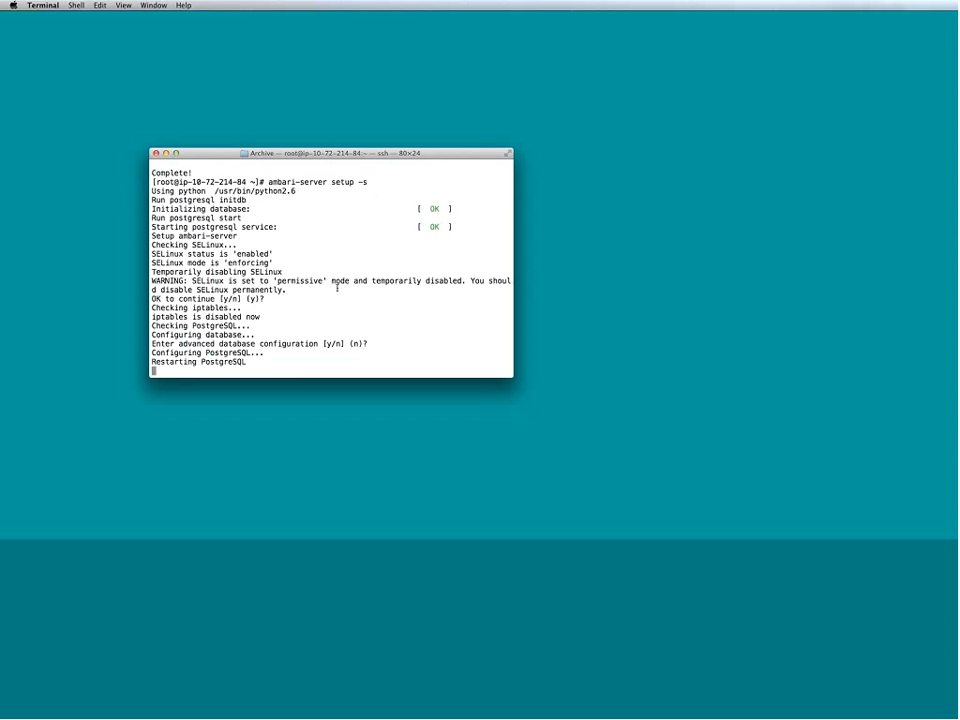 Terminal Shell Edit View Window Help
Archive — root@ip-10-72-214-84:~ — ssh — 80×24
Complete!
[root@ip-10-72-214-84 ~]# ambari-server setup -s
Using python  /usr/bin/python2.6
Run postgresql initdb
Initializing database: [  OK  ]
Run postgresql start
Starting postgresql service: [  OK  ]
Setup ambari-server
Checking SELinux...
SELinux status is 'enabled'
SELinux mode is 'enforcing'
Temporarily disabling SELinux
WARNING: SELinux is set to 'permissive' mode and temporarily disabled. You shoul
d disable SELinux permanently.
OK to continue [y/n] (y)?
Checking iptables...
iptables is disabled now
Checking PostgreSQL...
Configuring database...
Enter advanced database configuration [y/n] (n)?
Configuring PostgreSQL...
Restarting PostgreSQL